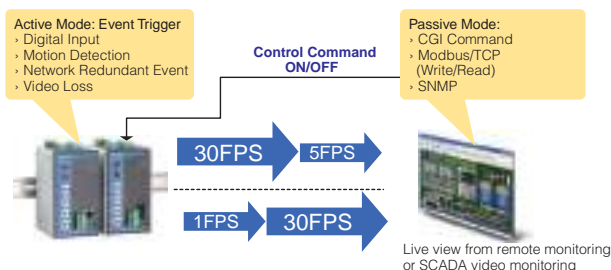 Active Mode: Event Trigger
› Digital Input
› Motion Detection
› Network Redundant Event
› Video Loss
Control Command
ON/OFF
Passive Mode:
› CGI Command
› Modbus/TCP
(Write/Read)
› SNMP
30FPS
5FPS
1FPS
30FPS
Live view from remote monitoring
or SCADA video monitoring